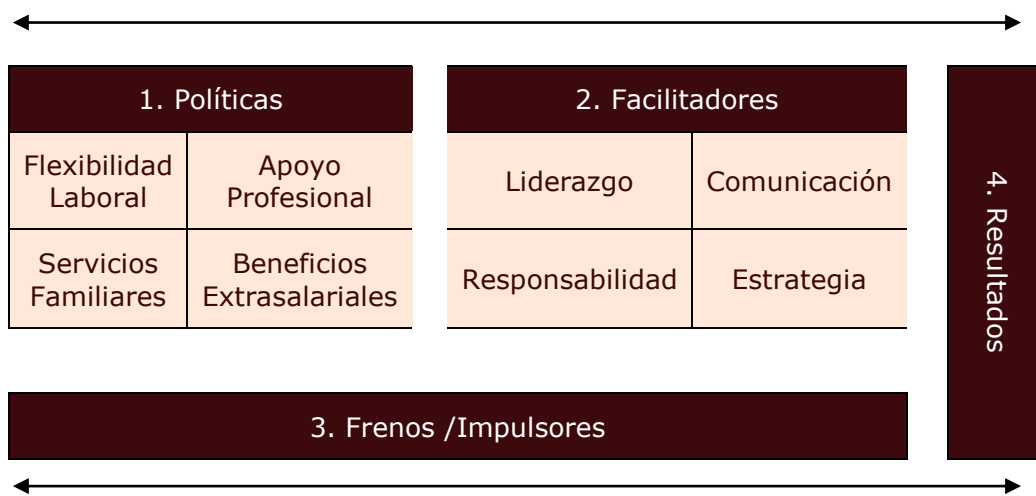 1. Políticas
Flexibilidad
Laboral
Apoyo
Profesional
Servicios
Familiares
Beneficios
Extrasalariales
2. Facilitadores
Liderazgo
Comunicación
Responsabilidad
Estrategia
3. Frenos /Impulsores
4. Resultados